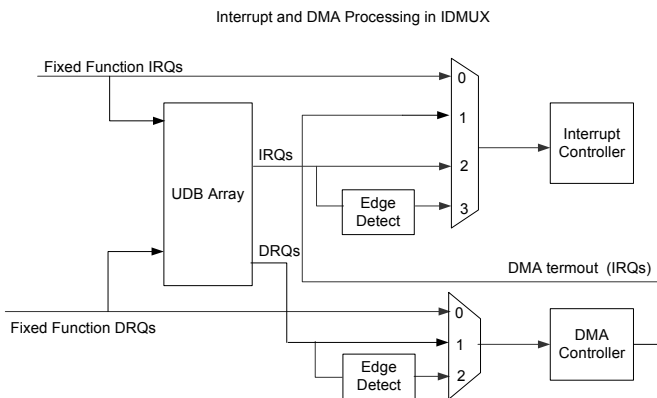 Interrupt and DMA Processing in IDMUX
Fixed Function IRQs
0
1
2
3
Interrupt
Controller
UDB Array
IRQs
Edge
Detect
DRQs
DMA termout (IRQs)
Fixed Function DRQs
0
1
2
Edge
Detect
DMA
Controller